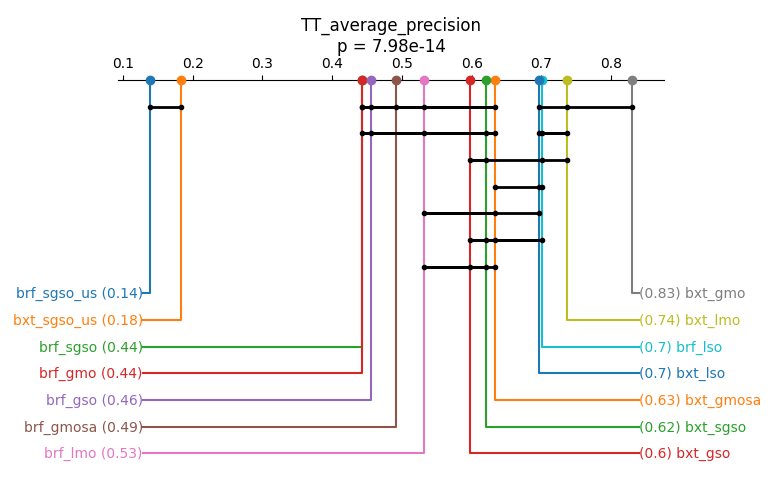 TT_average_precision
p = 7.98e-14
0.1 0.2 0.3 0.4 0.5 0.6 0.7 0.8
brf_sgso_us (0.14) (0.83) bxt_gmo
bxt_sgso_us (0.18) (0.74) bxt_lmo
brf_sgso (0.44) (0.7) brf_lso
brf_gmo (0.44) (0.7) bxt_lso
brf_gso (0.46) (0.63) bxt_gmosa
brf_gmosa (0.49) (0.62) bxt_sgso
brf_lmo (0.53) (0.6) bxt_gso